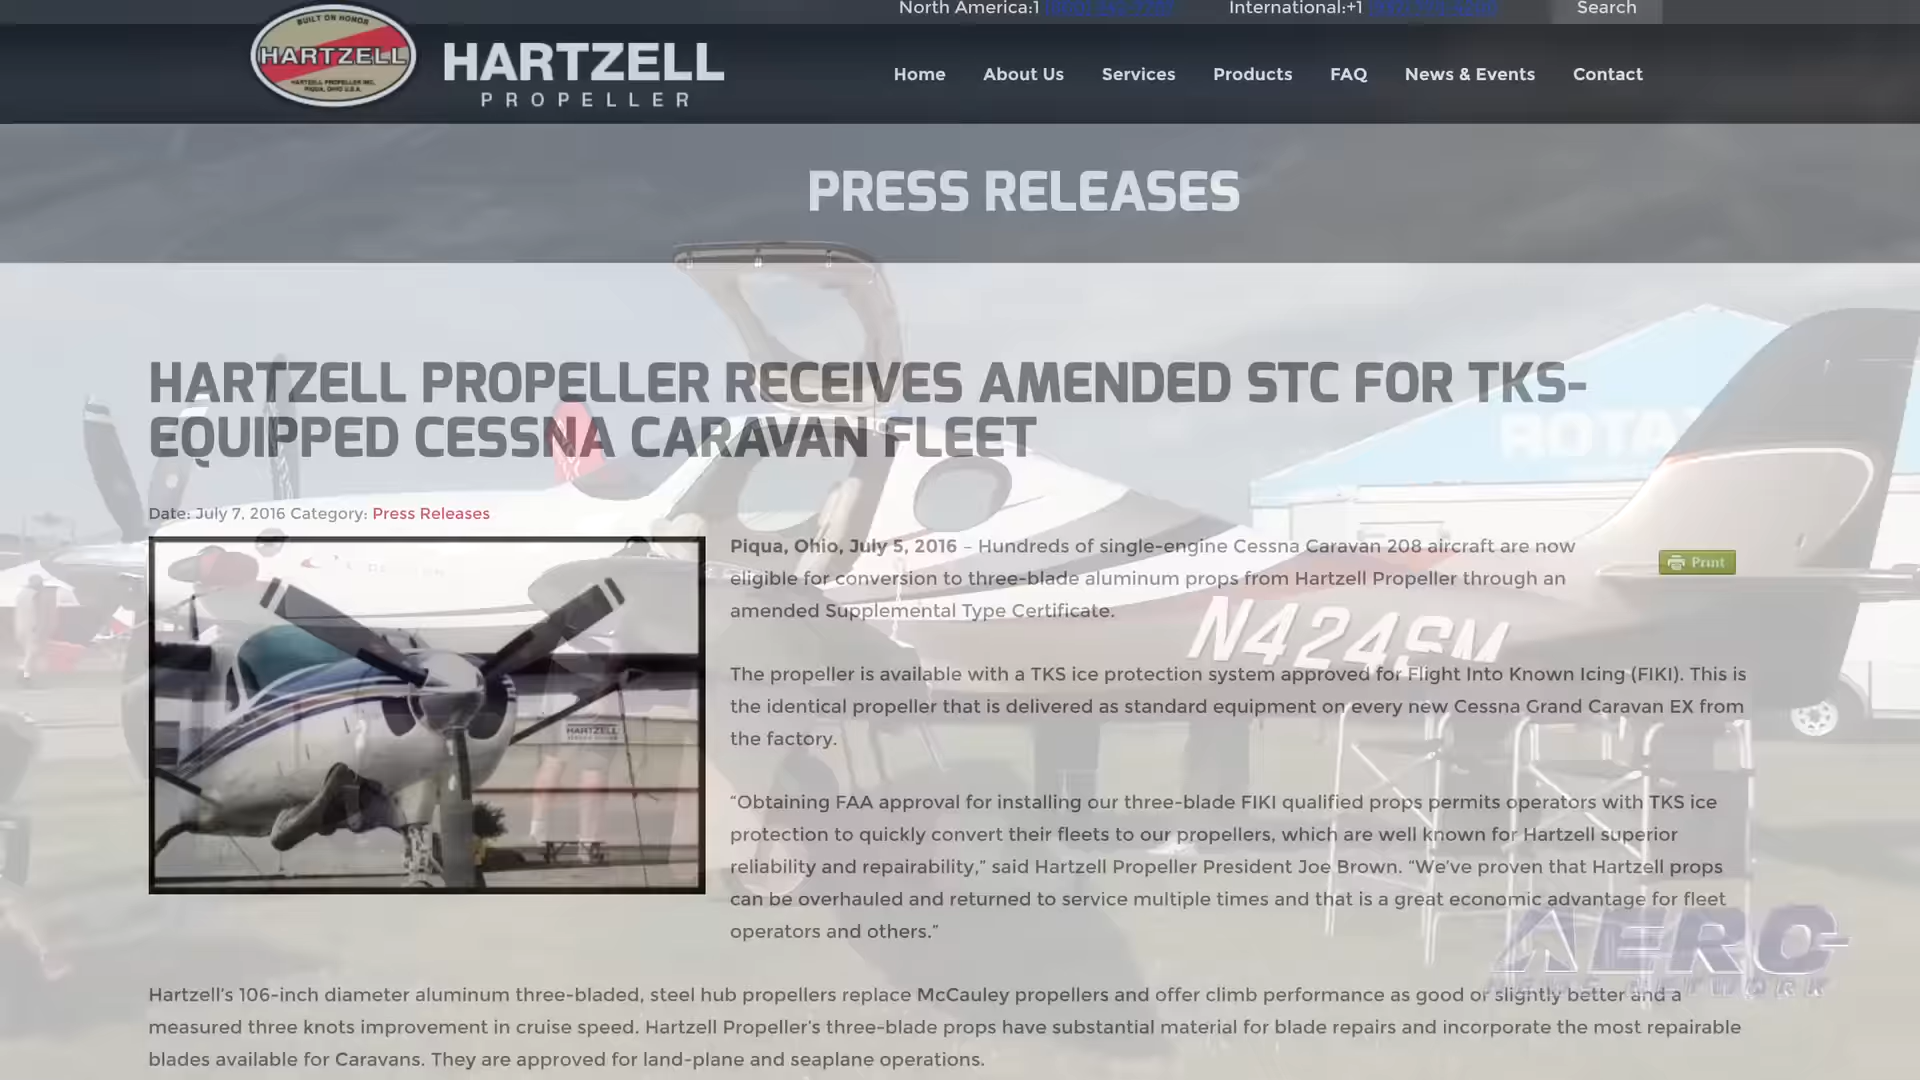 North America:1
International:+1
Search
BUILT ON HONOR
HARTZELL
HARTZELL PROPELLER INC.
PIQUA, OHIO U.S.A.
HARTZELL
PROPELLER
Home About Us Services Products FAQ News & Events Contact
PRESS RELEASES
HARTZELL PROPELLER RECEIVES AMENDED STC FOR TKS-
EQUIPPED CESSNA CARAVAN FLEET
Date: July 7, 2016 Category: Press Releases
Piqua, Ohio, July 5, 2016 – Hundreds of single-engine Cessna Caravan 208 aircraft are now
eligible for conversion to three-blade aluminum props from Hartzell Propeller through an
amended Supplemental Type Certificate.
Print
The propeller is available with a TKS ice protection system approved for Flight Into Known Icing (FIKI). This is
the identical propeller that is delivered as standard equipment on every new Cessna Grand Caravan EX from
the factory.
“Obtaining FAA approval for installing our three-blade FIKI qualified props permits operators with TKS ice
protection to quickly convert their fleets to our propellers, which are well known for Hartzell superior
reliability and repairability,” said Hartzell Propeller President Joe Brown. “We’ve proven that Hartzell props
can be overhauled and returned to service multiple times and that is a great economic advantage for fleet
operators and others.”
Hartzell’s 106-inch diameter aluminum three-bladed, steel hub propellers replace McCauley propellers and offer climb performance as good or slightly better and a
measured three knots improvement in cruise speed. Hartzell Propeller’s three-blade props have substantial material for blade repairs and incorporate the most repairable
blades available for Caravans. They are approved for land-plane and seaplane operations.
HARTZELL
ROTA
N424SM
AERO
NEWS NETWORK